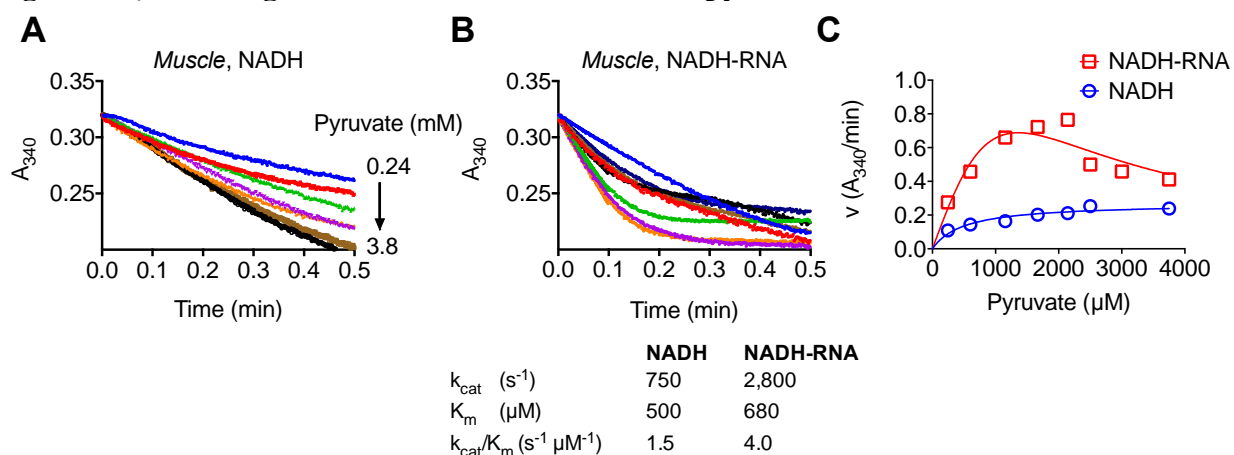 A
Muscle, NADH
0.35
0.30
0.25
A340
0.0 0.1 0.2 0.3 0.4 0.5
Time (min)
Pyruvate (mM)
0.24
3.8
B
Muscle, NADH-RNA
0.35
0.30
0.25
A340
0.0 0.1 0.2 0.3 0.4 0.5
Time (min)
C
NADH-RNA
NADH
1.0
0.8
0.6
0.4
0.2
0.0
v (A340/min)
0 1000 2000 3000 4000
Pyruvate (µM)
NADH NADH-RNA
kcat (s-1) 750 2,800
Km (µM) 500 680
kcat/Km (s-1 µM-1) 1.5 4.0